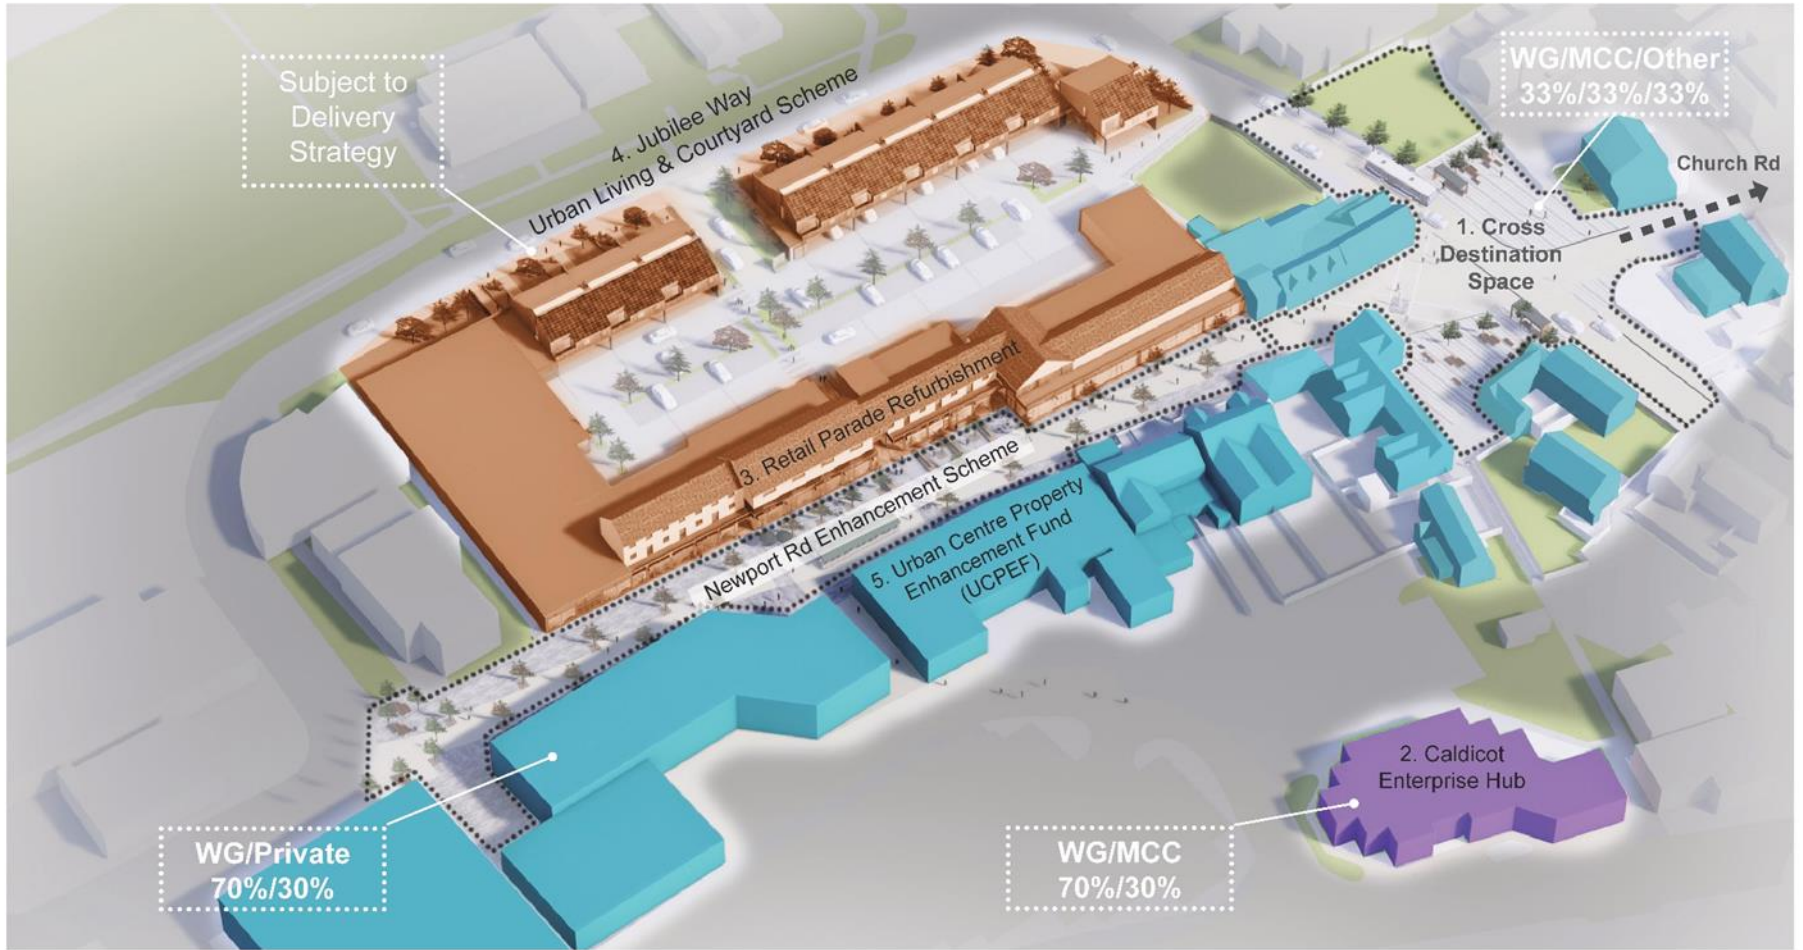 Subject to
Delivery
Strategy
4. Jubilee Way
Urban Living & Courtyard Scheme
WG/MCC/Other
33%/33%/33%
Church Rd
1. Cross
Destination
Space
3. Retail Parade Refurbishment
Newport Rd Enhancement Scheme
5. Urban Centre Property
Enhancement Fund
(UCPEF)
2. Caldicot
Enterprise Hub
WG/Private
70%/30%
WG/MCC
70%/30%